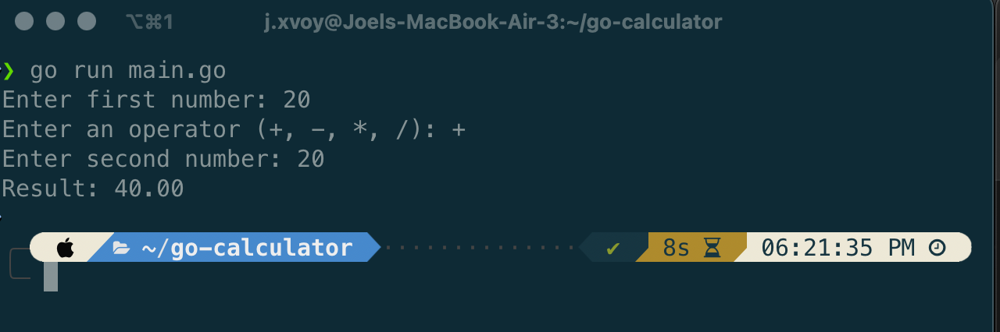 ⌥⌘1 j.xvoy@Joels-MacBook-Air-3:~/go-calculator
❯ go run main.go
Enter first number: 20
Enter an operator (+, -, *, /): +
Enter second number: 20
Result: 40.00
~/go-calculator ✔ 8s 06:21:35 PM